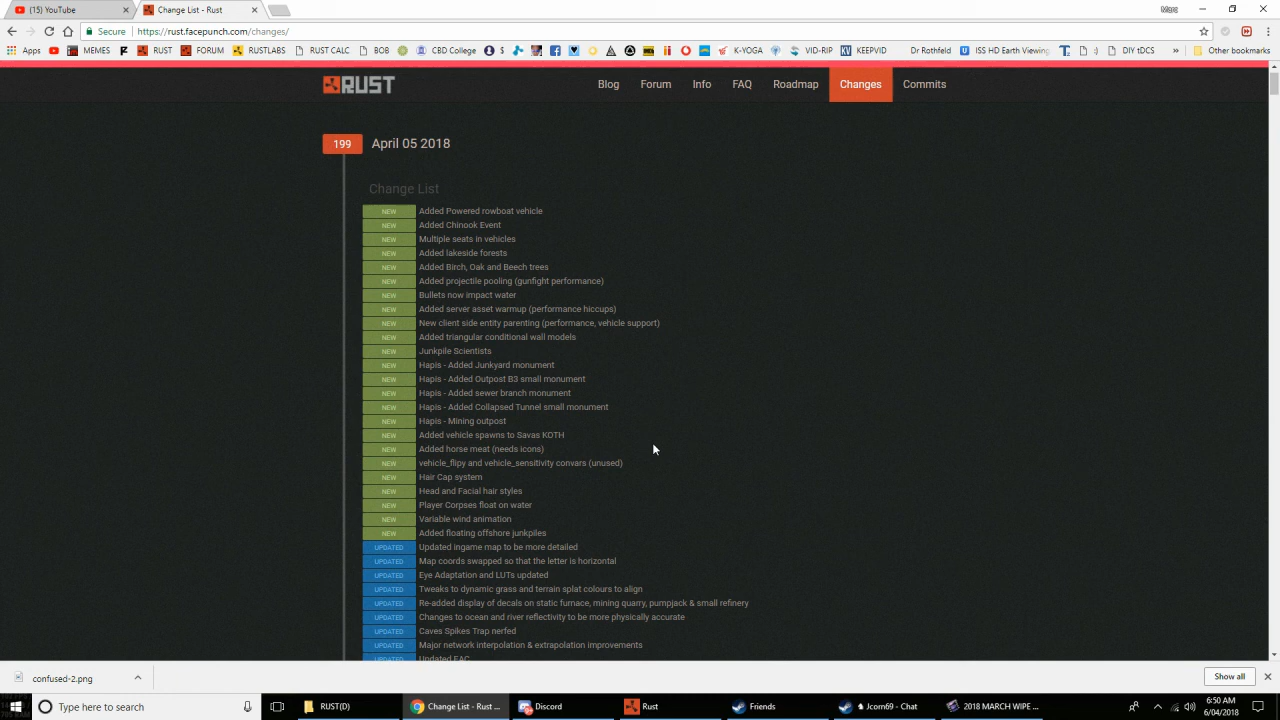 (15) YouTube
Change List - Rust
Marc
Secure
https://rust.facepunch.com/changes/
Apps MEMES RUST FORUM RUSTLABS RUST CALC BOB CBD College $ K-YOGA VID-RIP KEEPVID Dr Rothfeld ISS HD Earth Viewing DIY 1DCS » Other bookmarks
RUST
Blog Forum Info FAQ Roadmap Changes Commits
199 April 05 2018
Change List
NEW Added Powered rowboat vehicle
NEW Added Chinook Event
NEW Multiple seats in vehicles
NEW Added lakeside forests
NEW Added Birch, Oak and Beech trees
NEW Added projectile pooling (gunfight performance)
NEW Bullets now impact water
NEW Added server asset warmup (performance hiccups)
NEW New client side entity parenting (performance, vehicle support)
NEW Added triangular conditional wall models
NEW Junkpile Scientists
NEW Hapis - Added Junkyard monument
NEW Hapis - Added Outpost B3 small monument
NEW Hapis - Added sewer branch monument
NEW Hapis - Added Collapsed Tunnel small monument
NEW Hapis - Mining outpost
NEW Added vehicle spawns to Savas KOTH
NEW Added horse meat (needs icons)
NEW vehicle_flipy and vehicle_sensitivity convars (unused)
NEW Hair Cap system
NEW Head and Facial hair styles
NEW Player Corpses float on water
NEW Variable wind animation
NEW Added floating offshore junkpiles
UPDATED Updated ingame map to be more detailed
UPDATED Map coords swapped so that the letter is horizontal
UPDATED Eye Adaptation and LUTs updated
UPDATED Tweaks to dynamic grass and terrain splat colours to align
UPDATED Re-added display of decals on static furnace, mining quarry, pumpjack & small refinery
UPDATED Changes to ocean and river reflectivity to be more physically accurate
UPDATED Caves Spikes Trap nerfed
UPDATED Major network interpolation & extrapolation improvements
UPDATED Updated EAC
confused-2.png
Show all
Type here to search
RUST(D)
Change List - Rust ...
Discord
Rust
Friends
Jcorn69 - Chat
2018 MARCH WIPE ...
6:50 AM
6/04/2018